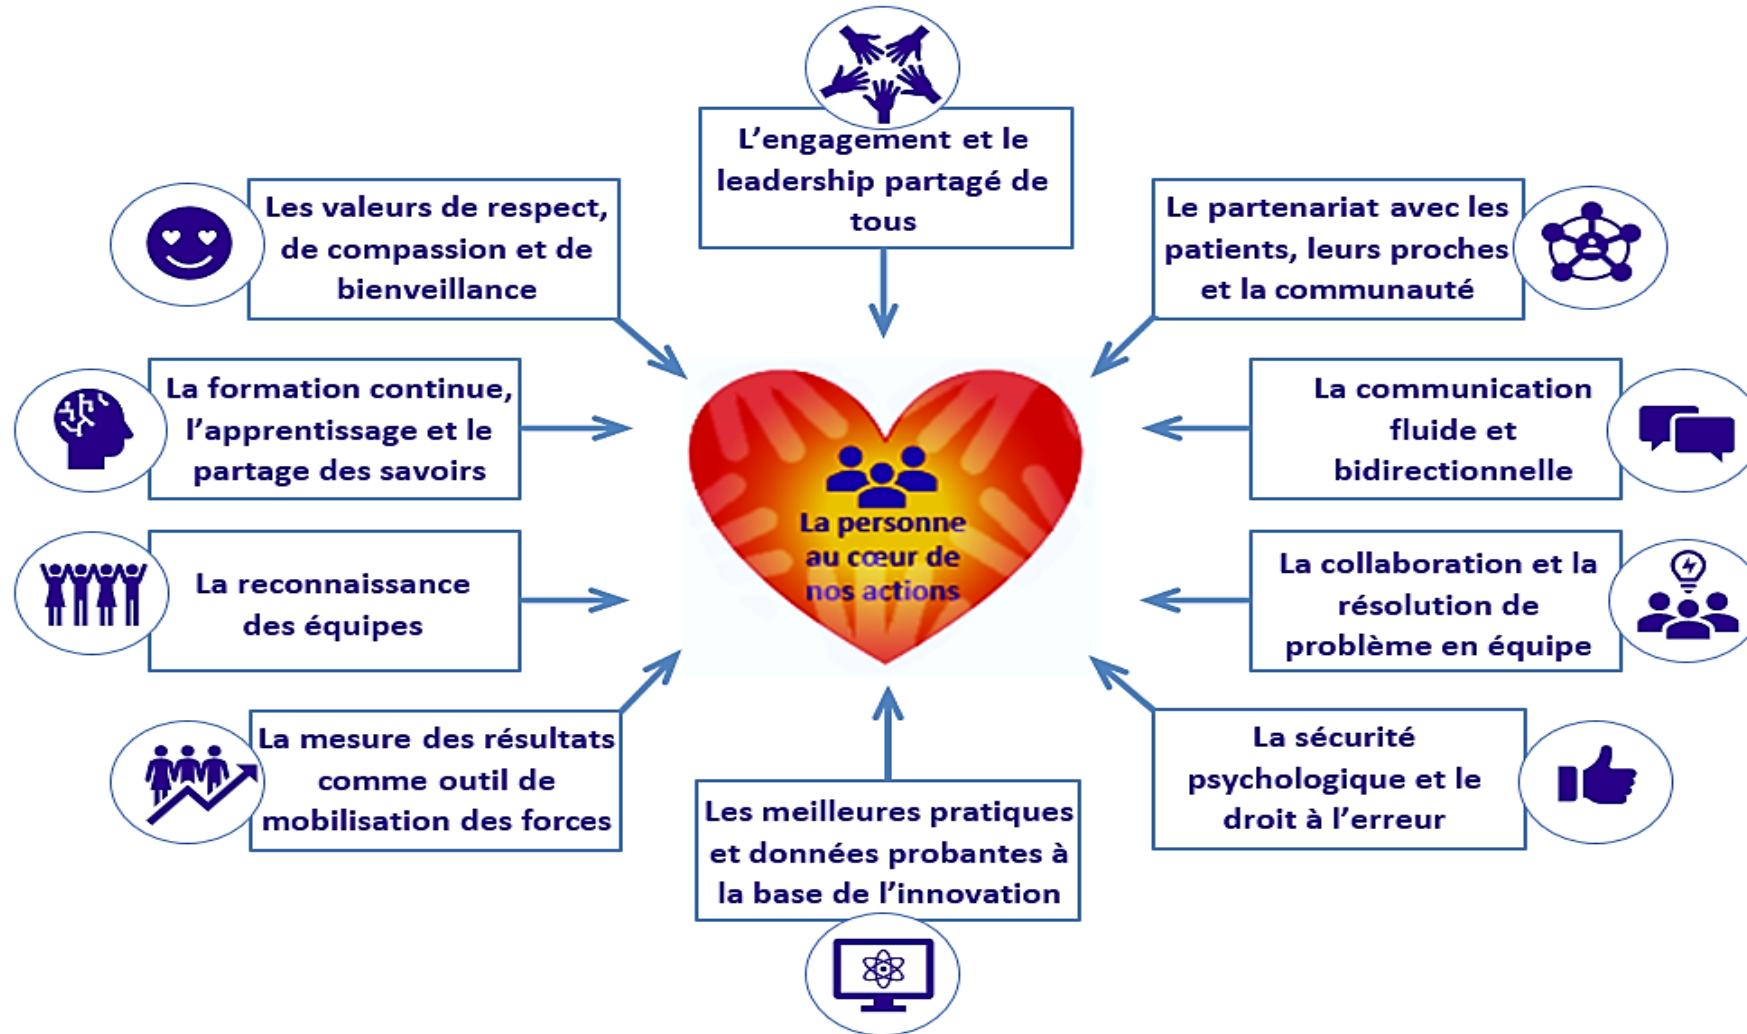 L’engagement et le
leadership partagé de
tous
Les valeurs de respect,
de compassion et de
bienveillance
Le partenariat avec les
patients, leurs proches
et la communauté
La formation continue,
l’apprentissage et le
partage des savoirs
La communication
fluide et
bidirectionnelle
La personne
au cœur de
nos actions
La reconnaissance
des équipes
La collaboration et la
résolution de
problème en équipe
La mesure des résultats
comme outil de
mobilisation des forces
La sécurité
psychologique et le
droit à l’erreur
Les meilleures pratiques
et données probantes à
la base de l’innovation